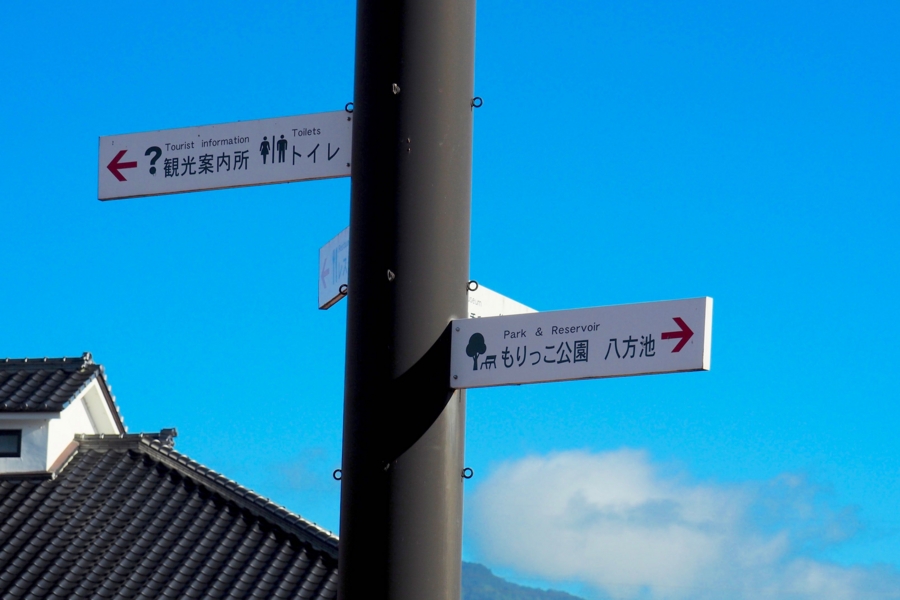 Tourist information
? 観光案内所
Toilets
トイレ
Park & Reservoir
もりっこ公園 八方池